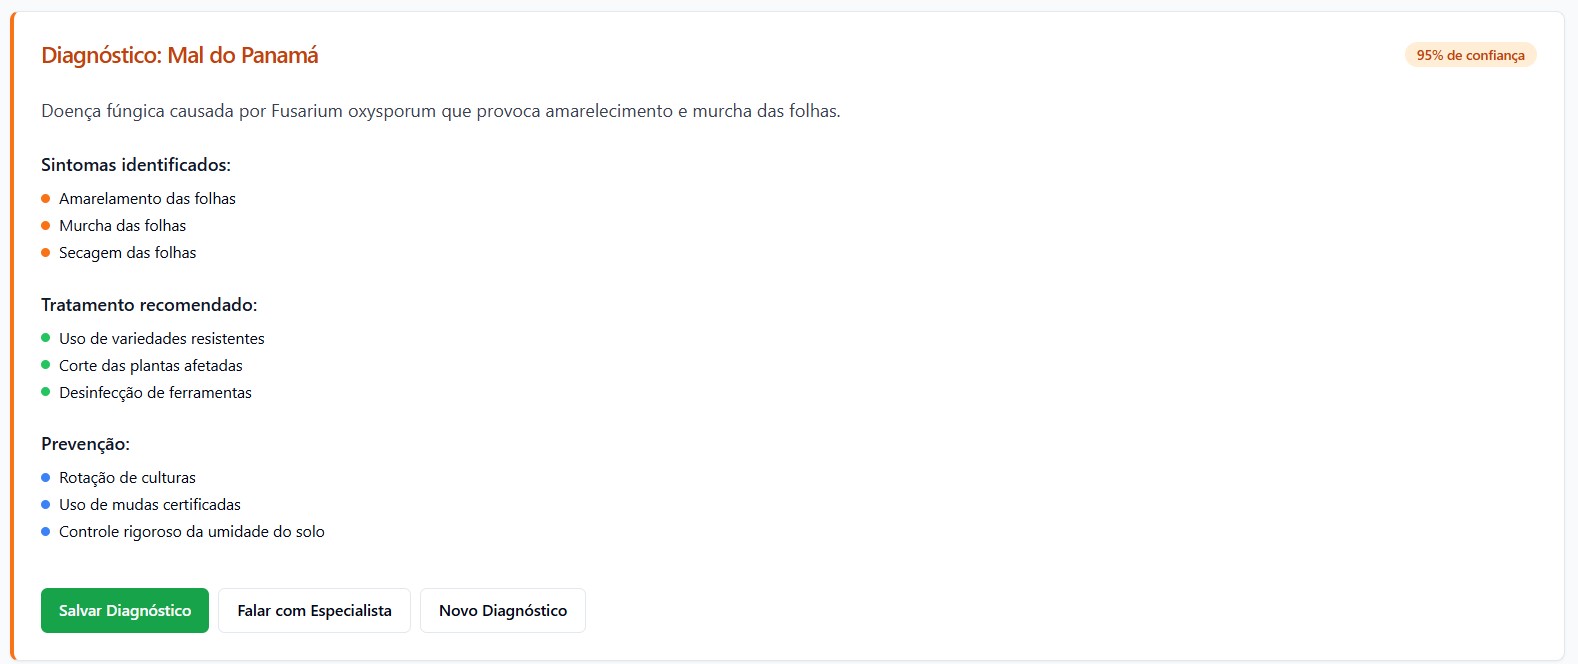 Diagnóstico: Mal do Panamá
95% de confiança
Doença fúngica causada por Fusarium oxysporum que provoca amarelecimento e murcha das folhas.
Sintomas identificados:
Amarelamento das folhas
Murcha das folhas
Secagem das folhas
Tratamento recomendado:
Uso de variedades resistentes
Corte das plantas afetadas
Desinfecção de ferramentas
Prevenção:
Rotação de culturas
Uso de mudas certificadas
Controle rigoroso da umidade do solo
Salvar Diagnóstico
Falar com Especialista
Novo Diagnóstico